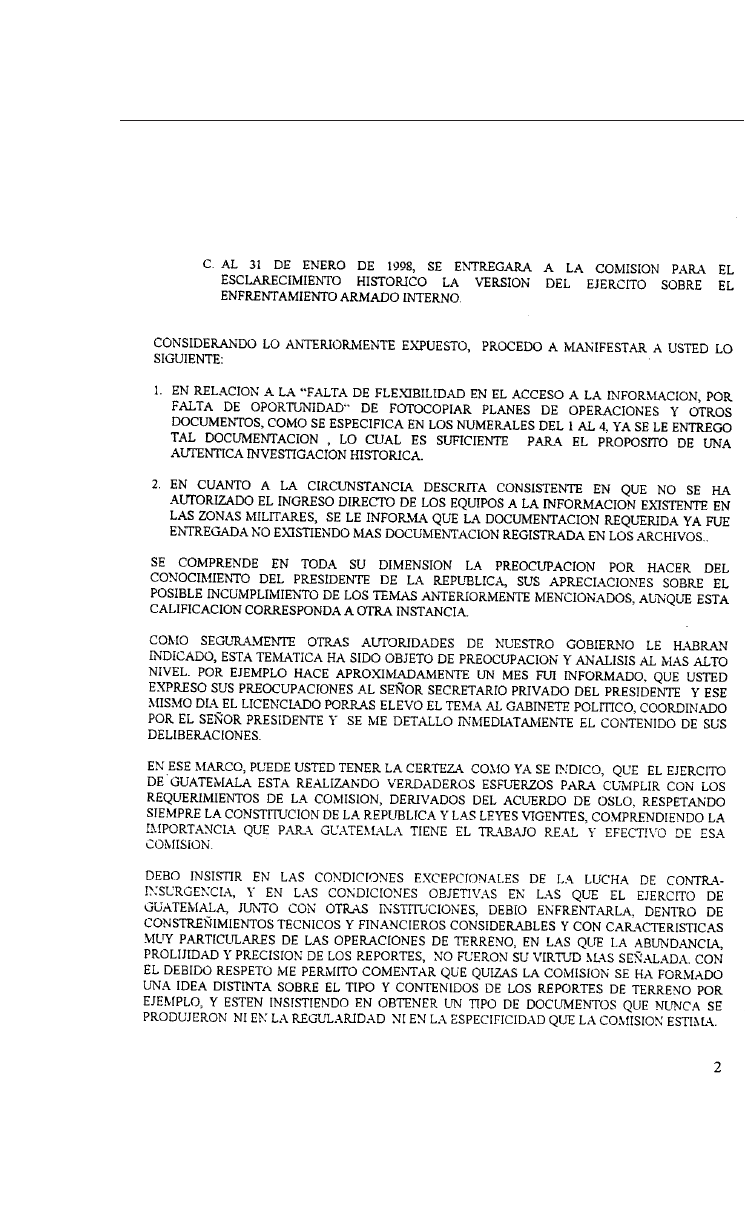 C. AL 31 DE ENERO DE 1998, SE ENTREGARA A LA COMISION PARA EL
ESCLARECIMIENTO HISTORICO LA VERSION DEL EJERCITO SOBRE EL
ENFRENTAMIENTO ARMADO INTERNO.
CONSIDERANDO LO ANTERIORMENTE EXPUESTO, PROCEDO A MANIFESTAR A USTED LO
SIGUIENTE:
1. EN RELACION A LA "FALTA DE FLEXIBILIDAD EN EL ACCESO A LA INFORMACION, POR
FALTA DE OPORTUNIDAD" DE FOTOCOPIAR PLANES DE OPERACIONES Y OTROS
DOCUMENTOS, COMO SE ESPECIFICA EN LOS NUMERALES DEL 1 AL 4, YA SE LE ENTREGO
TAL DOCUMENTACION , LO CUAL ES SUFICIENTE PARA EL PROPOSITO DE UNA
AUTENTICA INVESTIGACION HISTORICA.
2. EN CUANTO A LA CIRCUNSTANCIA DESCRITA CONSISTENTE EN QUE NO SE HA
AUTORIZADO EL INGRESO DIRECTO DE LOS EQUIPOS A LA INFORMACION EXISTENTE EN
LAS ZONAS MILITARES, SE LE INFORMA QUE LA DOCUMENTACION REQUERIDA YA FUE
ENTREGADA NO EXISTIENDO MAS DOCUMENTACION REGISTRADA EN LOS ARCHIVOS..
SE COMPRENDE EN TODA SU DIMENSION LA PREOCUPACION POR HACER DEL
CONOCIMIENTO DEL PRESIDENTE DE LA REPUBLICA, SUS APRECIACIONES SOBRE EL
POSIBLE INCUMPLIMIENTO DE LOS TEMAS ANTERIORMENTE MENCIONADOS, AUNQUE ESTA
CALIFICACION CORRESPONDA A OTRA INSTANCIA.
COMO SEGURAMENTE OTRAS AUTORIDADES DE NUESTRO GOBIERNO LE HABRAN
INDICADO, ESTA TEMATICA HA SIDO OBJETO DE PREOCUPACION Y ANALISIS AL MAS ALTO
NIVEL. POR EJEMPLO HACE APROXIMADAMENTE UN MES FUI INFORMADO, QUE USTED
EXPRESO SUS PREOCUPACIONES AL SEÑOR SECRETARIO PRIVADO DEL PRESIDENTE Y ESE
MISMO DIA EL LICENCIADO PORRAS ELEVO EL TEMA AL GABINETE POLITICO, COORDINADO
POR EL SEÑOR PRESIDENTE Y SE ME DETALLO INMEDIATAMENTE EL CONTENIDO DE SUS
DELIBERACIONES.
EN ESE MARCO, PUEDE USTED TENER LA CERTEZA COMO YA SE INDICO, QUE EL EJERCITO
DE GUATEMALA ESTA REALIZANDO VERDADEROS ESFUERZOS PARA CUMPLIR CON LOS
REQUERIMIENTOS DE LA COMISION, DERIVADOS DEL ACUERDO DE OSLO, RESPETANDO
SIEMPRE LA CONSTITUCION DE LA REPUBLICA Y LAS LEYES VIGENTES, COMPRENDIENDO LA
IMPORTANCIA QUE PARA GUATEMALA TIENE EL TRABAJO REAL Y EFECTIVO DE ESA
COMISION.
DEBO INSISTIR EN LAS CONDICIONES EXCEPCIONALES DE LA LUCHA DE CONTRA-
INSURGENCIA, Y EN LAS CONDICIONES OBJETIVAS EN LAS QUE EL EJERCITO DE
GUATEMALA, JUNTO CON OTRAS INSTITUCIONES, DEBIO ENFRENTARLA, DENTRO DE
CONSTREÑIMIENTOS TECNICOS Y FINANCIEROS CONSIDERABLES Y CON CARACTERISTICAS
MUY PARTICULARES DE LAS OPERACIONES DE TERRENO, EN LAS QUE LA ABUNDANCIA,
PROLIJIDAD Y PRECISION DE LOS REPORTES, NO FUERON SU VIRTUD MAS SEÑALADA. CON
EL DEBIDO RESPETO ME PERMITO COMENTAR QUE QUIZAS LA COMISION SE HA FORMADO
UNA IDEA DISTINTA SOBRE EL TIPO Y CONTENIDOS DE LOS REPORTES DE TERRENO POR
EJEMPLO, Y ESTEN INSISTIENDO EN OBTENER UN TIPO DE DOCUMENTOS QUE NUNCA SE
PRODUJERON NI EN LA REGULARIDAD NI EN LA ESPECIFICIDAD QUE LA COMISION ESTIMA.
2